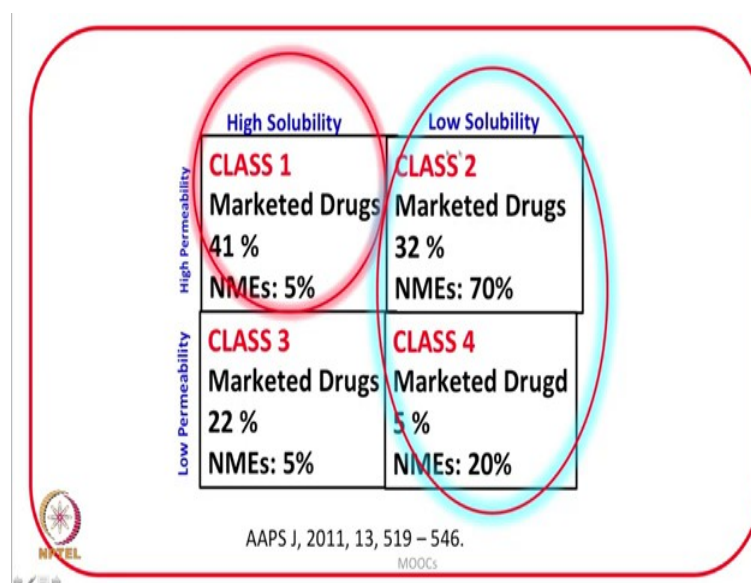 High Solubility
Low Solubility
High Permeability
CLASS 1
Marketed Drugs
41 %
NMEs: 5%
CLASS 2
Marketed Drugs
32 %
NMEs: 70%
Low Permeability
CLASS 3
Marketed Drugs
22 %
NMEs: 5%
CLASS 4
Marketed Drugd
5 %
NMEs: 20%
AAPS J, 2011, 13, 519 – 546.
NPTEL
MOOCs